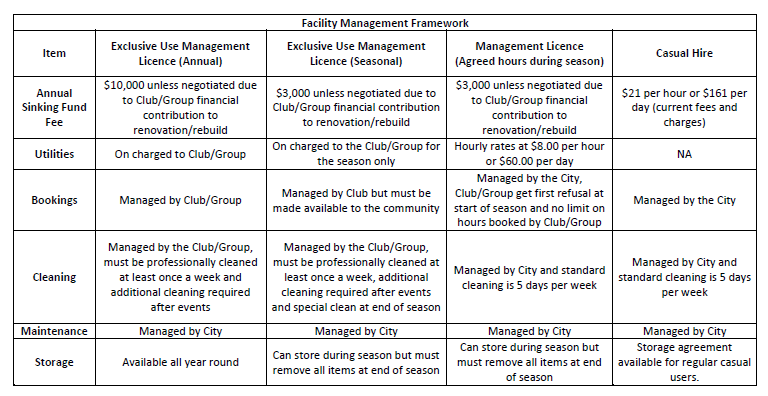 Facility Management Framework
Item
Exclusive Use Management
Licence (Annual)
Exclusive Use Management
Licence (Seasonal)
Management Licence
(Agreed hours during season)
Casual Hire
Annual
Sinking Fund
Fee
$10,000 unless negotiated due
to Club/Group financial
contribution to
renovation/rebuild
$3,000 unless negotiated due to
Club/Group financial contribution
to renovation/rebuild
$3,000 unless negotiated due
to Club/Group financial
contribution to
renovation/rebuild
$21 per hour or $161 per
day (current fees and
charges)
Utilities
On charged to Club/Group
On charged to the Club/Group for
the season only
Hourly rates at $8.00 per hour
or $60.00 per day
NA
Bookings
Managed by Club/Group
Managed by Club but must be
made available to the community
Managed by the City,
Club/Group get first refusal at
start of season and no limit on
hours booked by Club/Group
Managed by the City
Cleaning
Managed by the Club/Group,
must be professionally cleaned
at least once a week and
additional cleaning required
after events
Managed by the Club/Group,
must be professionally cleaned at
least once a week, additional
cleaning required after events
and special clean at end of season
Managed by City and standard
cleaning is 5 days per week
Managed by City and
standard cleaning is 5 days
per week
Maintenance
Managed by City
Managed by City
Managed by City
Managed by City
Storage
Available all year round
Can store during season but must
remove all items at end of season
Can store during season but
must remove all items at end
of season
Storage agreement
available for regular casual
users.